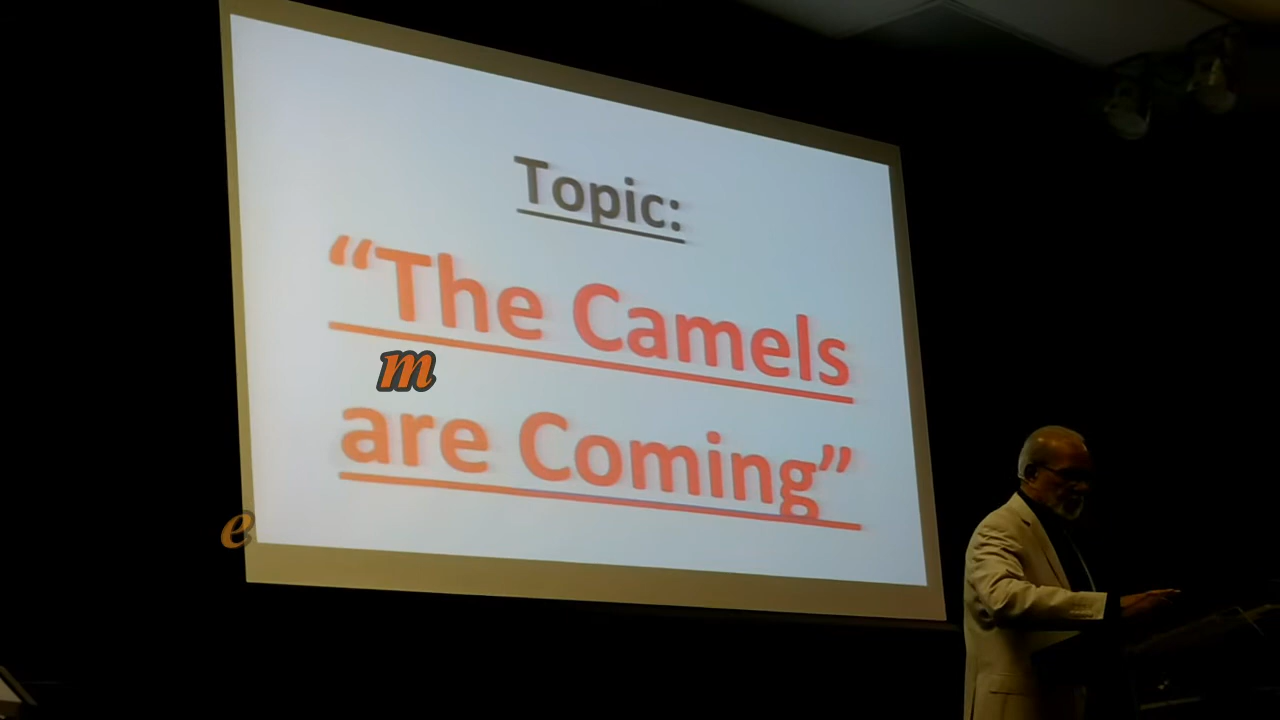 Topic:
“The Camels
m
are Coming”
e